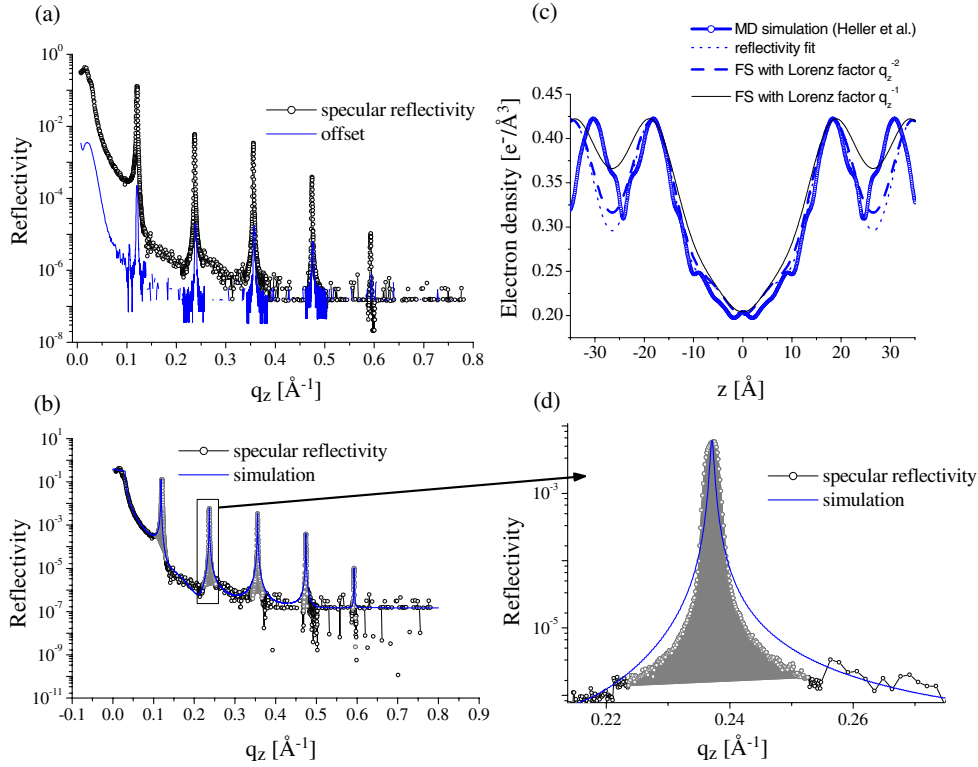 (a)
10^0
10^-2
10^-4
10^-6
10^-8
Reflectivity
specular reflectivity
offset
0.0 0.1 0.2 0.3 0.4 0.5 0.6 0.7 0.8
q_z [Å^-1]
(c)
MD simulation (Heller et al.)
reflectivity fit
FS with Lorenz factor q_z^-2
FS with Lorenz factor q_z^-1
Electron density [e^-/Å^3]
0.45
0.40
0.35
0.30
0.25
0.20
-30 -20 -10 0 10 20 30
z [Å]
(b)
10^1
10^-1
10^-3
10^-5
10^-7
10^-9
10^-11
Reflectivity
specular reflectivity
simulation
-0.1 0.0 0.1 0.2 0.3 0.4 0.5 0.6 0.7 0.8 0.9
q_z [Å^-1]
(d)
10^-3
10^-5
Reflectivity
specular reflectivity
simulation
0.22 0.24 0.26
q_z [Å^-1]